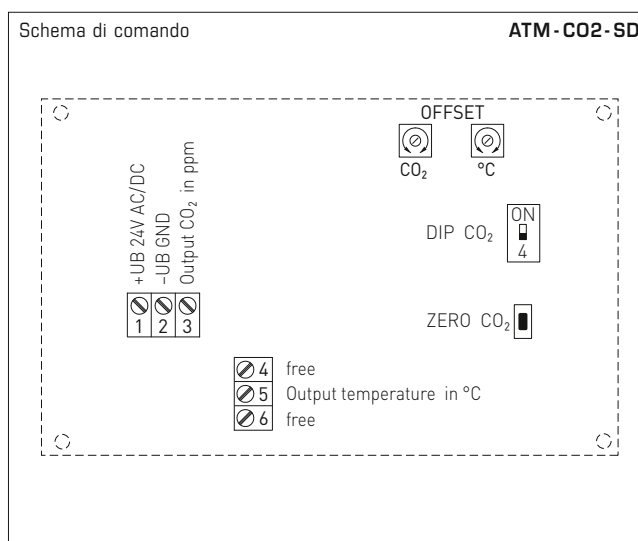 Schema di comando
ATM-CO2-SD
OFFSET
CO₂
°C
+UB 24V AC/DC
–UB GND
Output CO₂ in ppm
DIP CO₂
ON
4
1
2
3
ZERO CO₂
4 free
5 Output temperature in °C
6 free